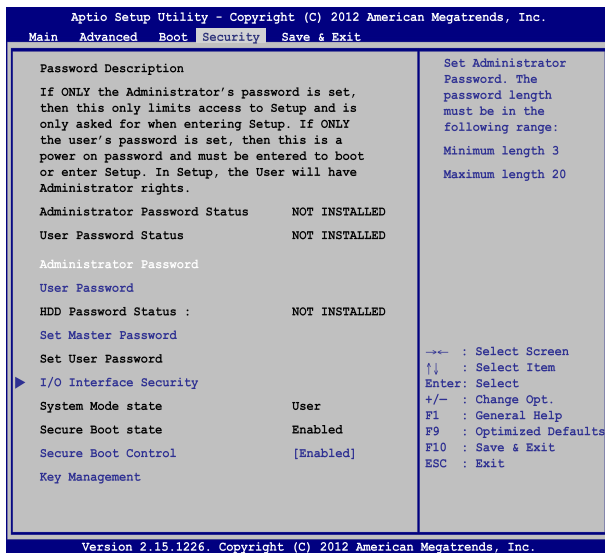 Aptio Setup Utility - Copyright (C) 2012 American Megatrends, Inc.
Main Advanced Boot Security Save & Exit
Password Description
If ONLY the Administrator's password is set,
then this only limits access to Setup and is
only asked for when entering Setup. If ONLY
the user's password is set, then this is a
power on password and must be entered to boot
or enter Setup. In Setup, the User will have
Administrator rights.
Administrator Password Status NOT INSTALLED
User Password Status NOT INSTALLED
Administrator Password
User Password
HDD Password Status : NOT INSTALLED
Set Master Password
Set User Password
I/O Interface Security
System Mode state User
Secure Boot state Enabled
Secure Boot Control [Enabled]
Key Management
Set Administrator
Password. The
password length
must be in the
following range:
Minimum length 3
Maximum length 20
→← : Select Screen
↑↓ : Select Item
Enter: Select
+/— : Change Opt.
F1 : General Help
F9 : Optimized Defaults
F10 : Save & Exit
ESC : Exit
Version 2.15.1226. Copyright (C) 2012 American Megatrends, Inc.